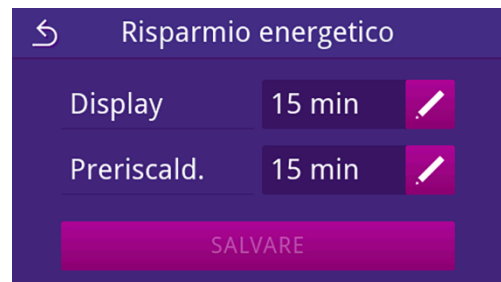 Risparmio energetico
Display 15 min
Preriscald. 15 min
SALVARE